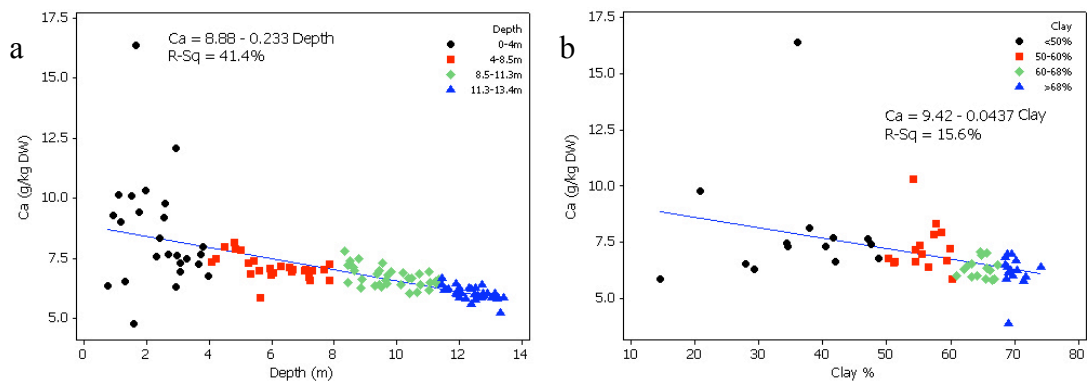 a
17.5
15.0
12.5
10.0
7.5
5.0
Ca (g/kg DW)
Ca = 8.88 - 0.233 Depth
R-Sq = 41.4%
Depth
0-4m
4-8.5m
8.5-11.3m
11.3-13.4m
0 2 4 6 8 10 12 14
Depth (m)
b
17.5
15.0
12.5
10.0
7.5
5.0
Ca (g/kg DW)
Clay
<50%
50-60%
60-68%
>68%
Ca = 9.42 - 0.0437 Clay
R-Sq = 15.6%
10 20 30 40 50 60 70 80
Clay %